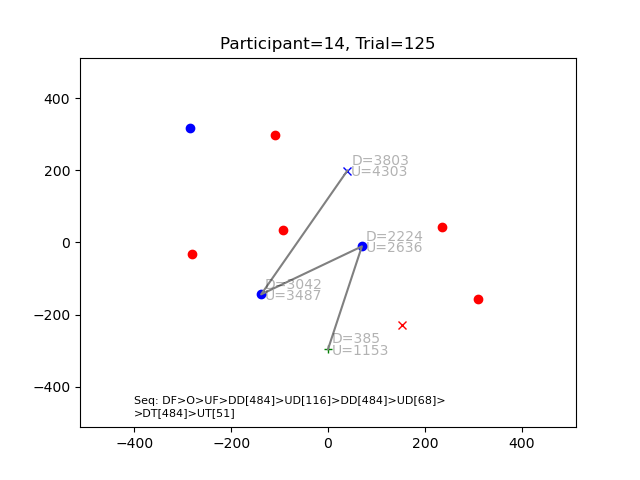 Participant=14, Trial=125
400
200
0
−200
−400
D=3803
U=4303
D=2224
U=2636
D=3042
U=3487
D=385
U=1153
Seq: DF>O>UF>DD[484]>UD[116]>DD[484]>UD[68]>
>DT[484]>UT[51]
−400
−200
0
200
400